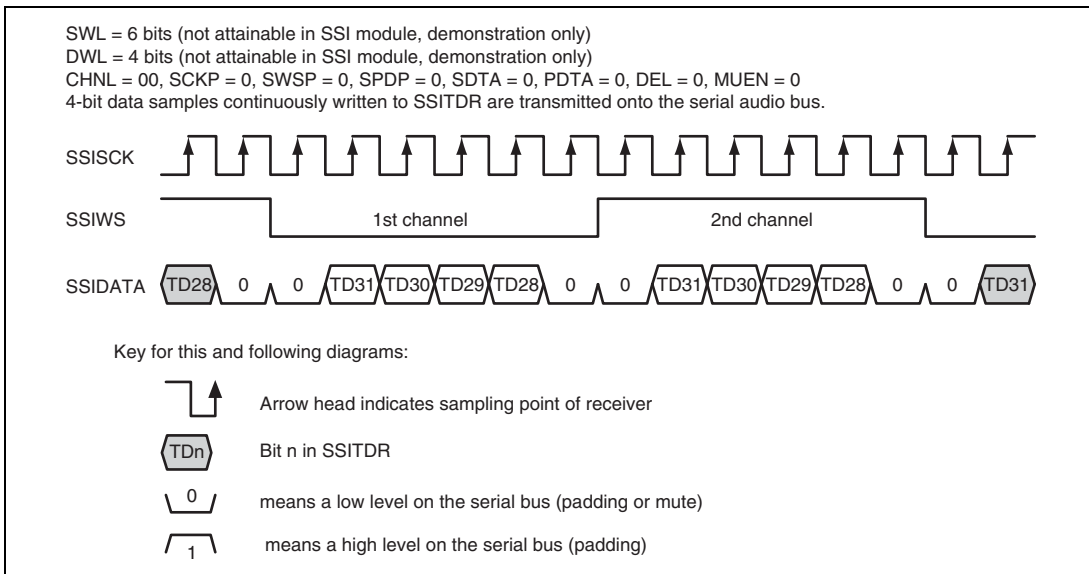 SWL = 6 bits (not attainable in SSI module, demonstration only)
DWL = 4 bits (not attainable in SSI module, demonstration only)
CHNL = 00, SCKP = 0, SWSP = 0, SPDP = 0, SDTA = 0, PDTA = 0, DEL = 0, MUEN = 0
4-bit data samples continuously written to SSITDR are transmitted onto the serial audio bus.
SSISCK
SSIWS 1st channel 2nd channel
SSIDATA TD28 0 0 TD31 TD30 TD29 TD28 0 0 TD31 TD30 TD29 TD28 0 0 TD31
Key for this and following diagrams:
Arrow head indicates sampling point of receiver
TDn Bit n in SSITDR
0 means a low level on the serial bus (padding or mute)
1 means a high level on the serial bus (padding)